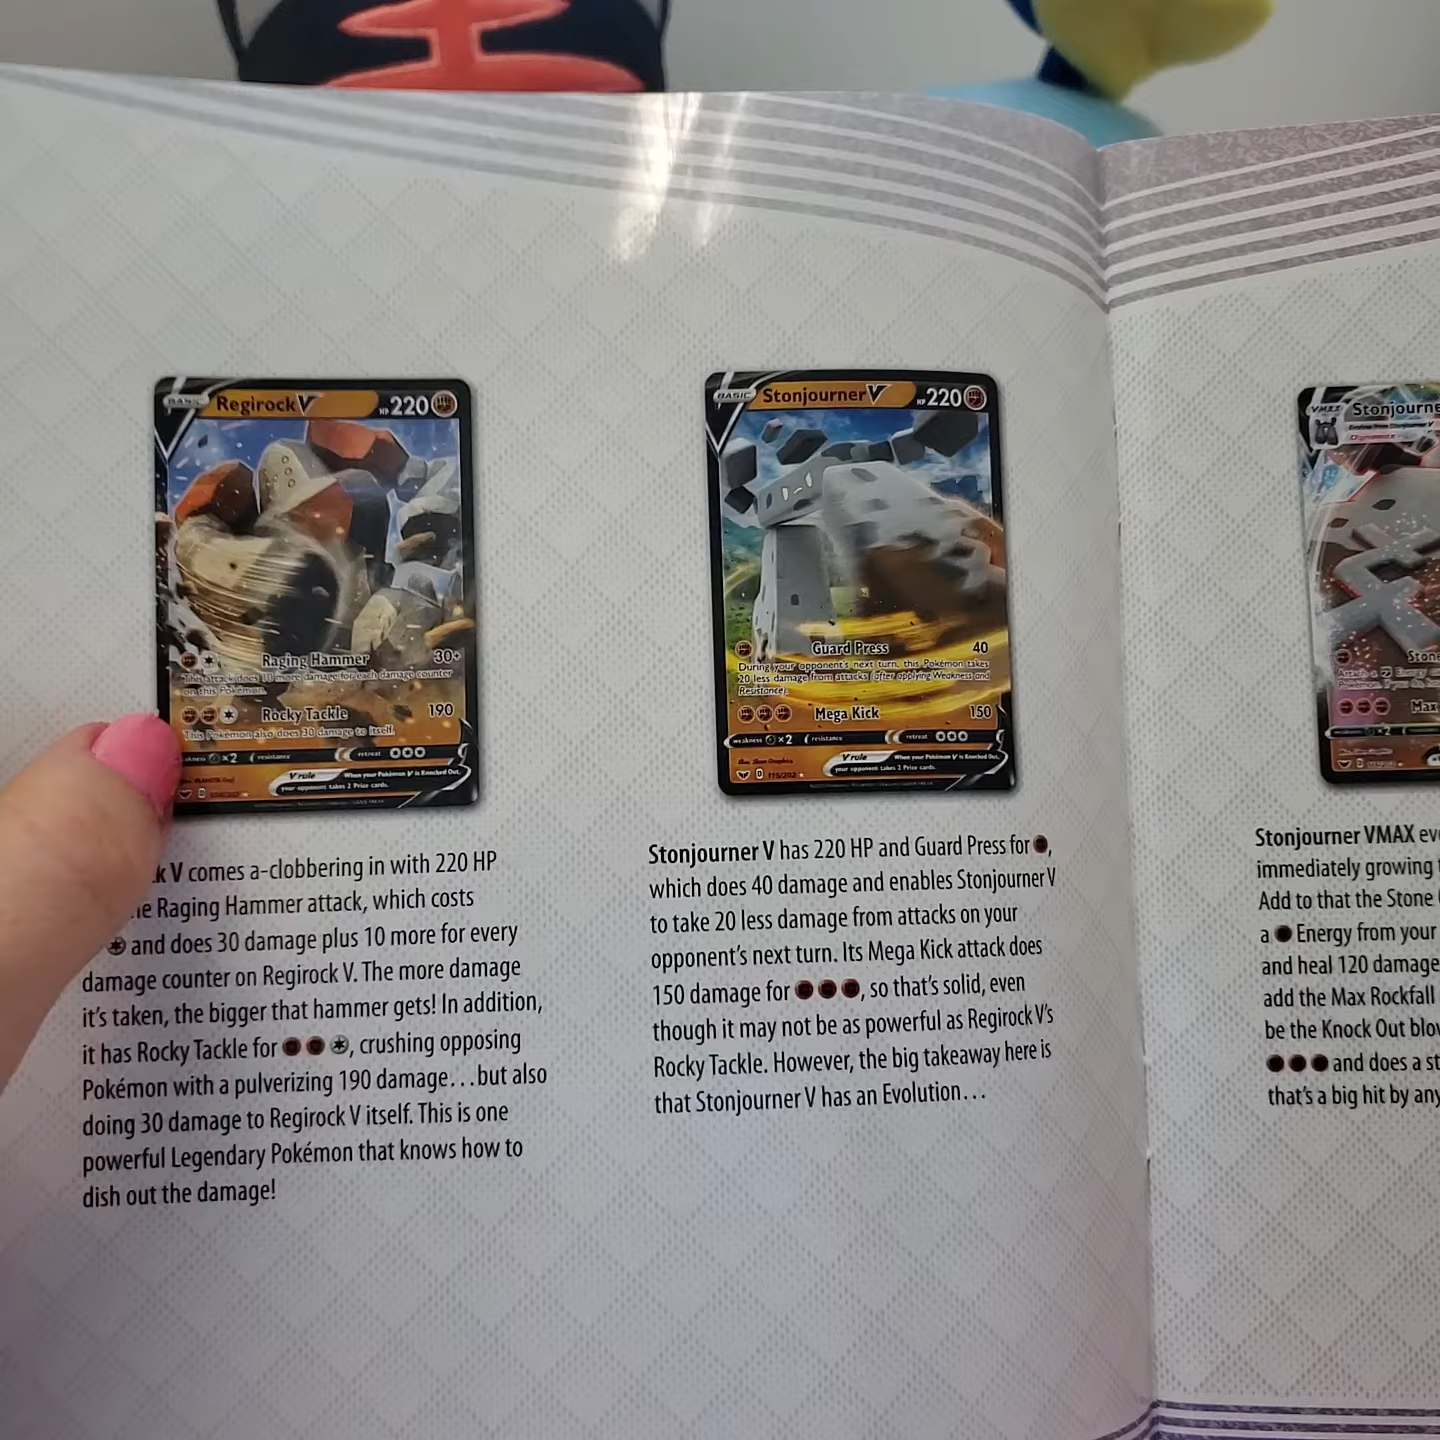 BASIC Regirock V HP 220
Raging Hammer 30+
This attack does 10 more damage for each damage counter
on this Pokémon.
Rocky Tackle 190
This Pokémon also does 30 damage to itself.
x2 resistance retreat
V rule When your Pokémon V is Knocked Out,
your opponent takes 2 Prize cards.
k V comes a-clobbering in with 220 HP
Raging Hammer attack, which costs
and does 30 damage plus 10 more for every
damage counter on Regirock V. The more damage
it's taken, the bigger that hammer gets! In addition,
it has Rocky Tackle for , crushing opposing
Pokémon with a pulverizing 190 damage...but also
doing 30 damage to Regirock V itself. This is one
powerful Legendary Pokémon that knows how to
dish out the damage!
BASIC Stonjourner V HP 220
Guard Press 40
During your opponent's next turn, this Pokémon takes
20 less damage from attacks (after applying Weakness and
Resistance).
Mega Kick 150
weakness x2 resistance retreat
V rule When your Pokémon V is Knocked Out,
your opponent takes 2 Prize cards.
D 115/202
Stonjourner V has 220 HP and Guard Press for ,
which does 40 damage and enables Stonjourner V
to take 20 less damage from attacks on your
opponent's next turn. Its Mega Kick attack does
150 damage for , so that's solid, even
though it may not be as powerful as Regirock V's
Rocky Tackle. However, the big takeaway here is
that Stonjourner V has an Evolution...
VMAX Stonjourne
Evolves from Stonjourner V
Stone
Max
Stonjourner VMAX ev
immediately growing
Add to that the Stone
a Energy from your
and heal 120 damage
add the Max Rockfall
be the Knock Out blo
and does a st
that's a big hit by any